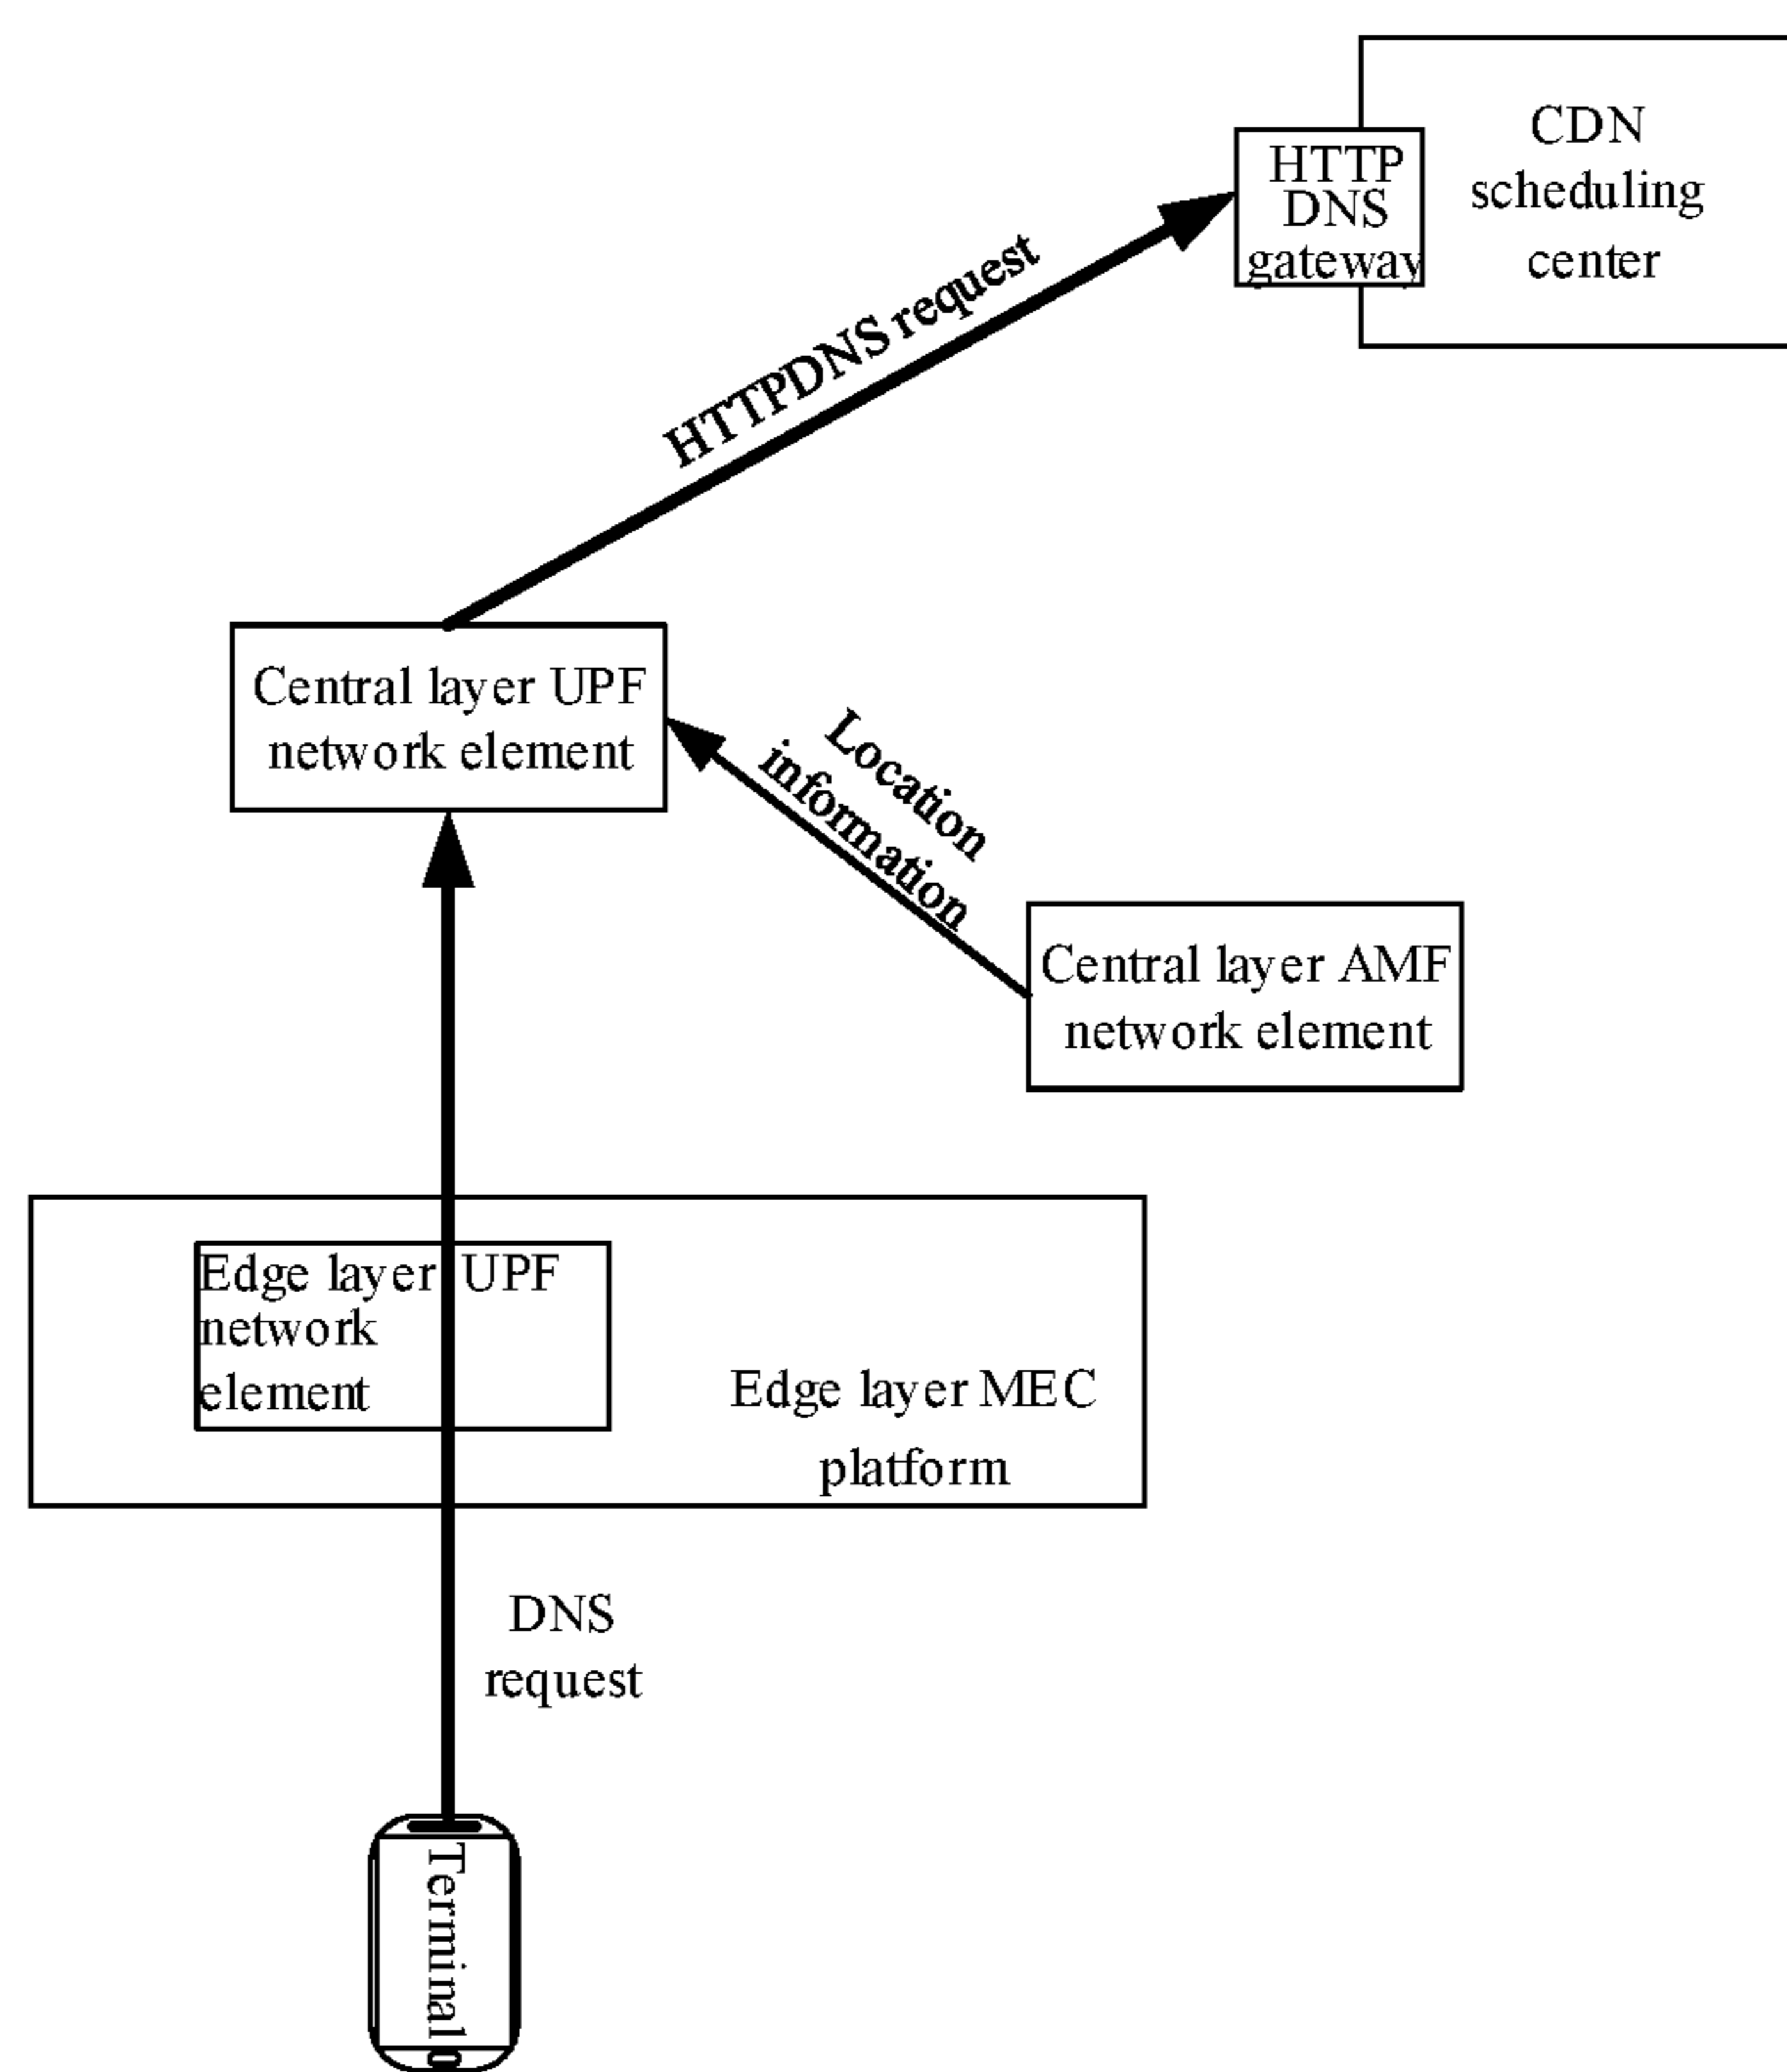 CDN
scheduling
center
HTTP
DNS
gateway
HTTPDNS request
Central layer UPF
network element
Location
information
Central layer AMF
network element
Edge layer UPF
network
element
Edge layer MEC
platform
DNS
request
Terminal